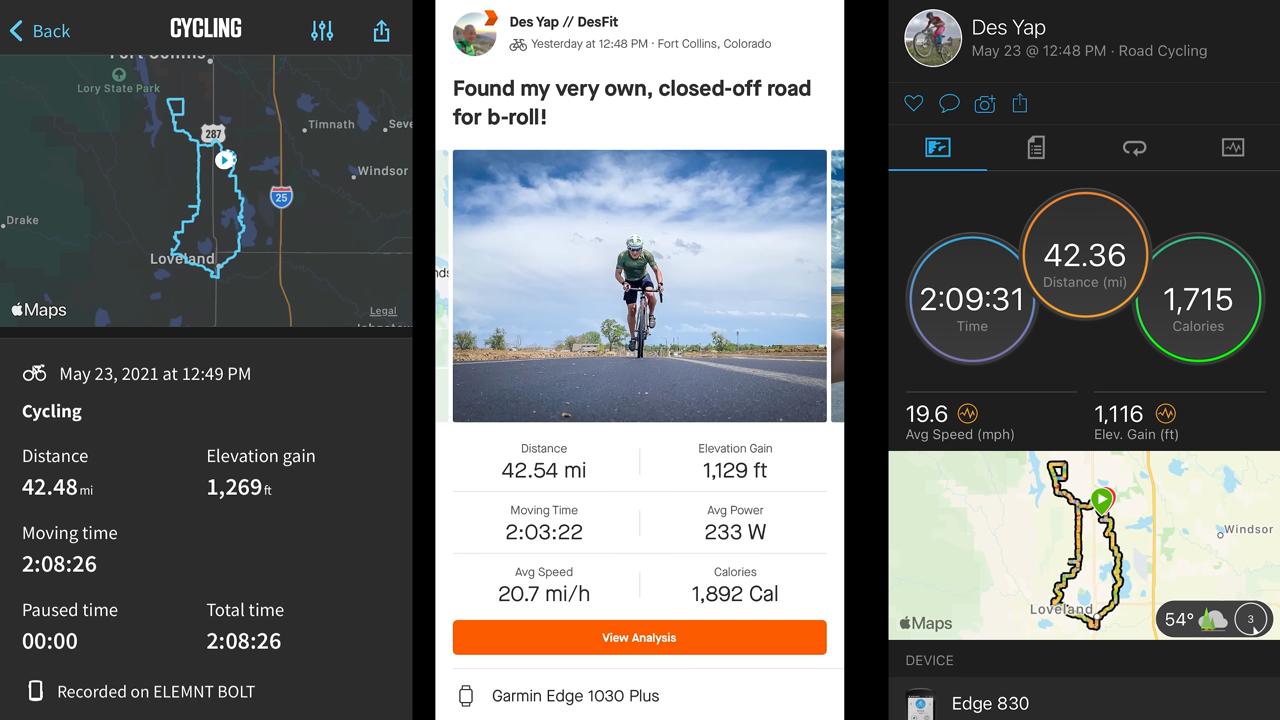 Back
CYCLING
Fort Collins
Lory State Park
287
Timnath
Seve
Windsor
25
Drake
Loveland
Maps
Legal
May 23, 2021 at 12:49 PM
Cycling
Distance
Elevation gain
42.48 mi
1,269 ft
Moving time
2:08:26
Paused time
Total time
00:00
2:08:26
Recorded on ELEMNT BOLT
Des Yap // DesFit
Yesterday at 12:48 PM · Fort Collins, Colorado
Found my very own, closed-off road
for b-roll!
Distance
Elevation Gain
42.54 mi
1,129 ft
Moving Time
Avg Power
2:03:22
233 W
Avg Speed
Calories
20.7 mi/h
1,892 Cal
View Analysis
Garmin Edge 1030 Plus
Des Yap
May 23 @ 12:48 PM · Road Cycling
42.36
Distance (mi)
2:09:31
Time
1,715
Calories
19.6
Avg Speed (mph)
1,116
Elev. Gain (ft)
Windsor
Loveland
Maps
54°
3
DEVICE
Edge 830